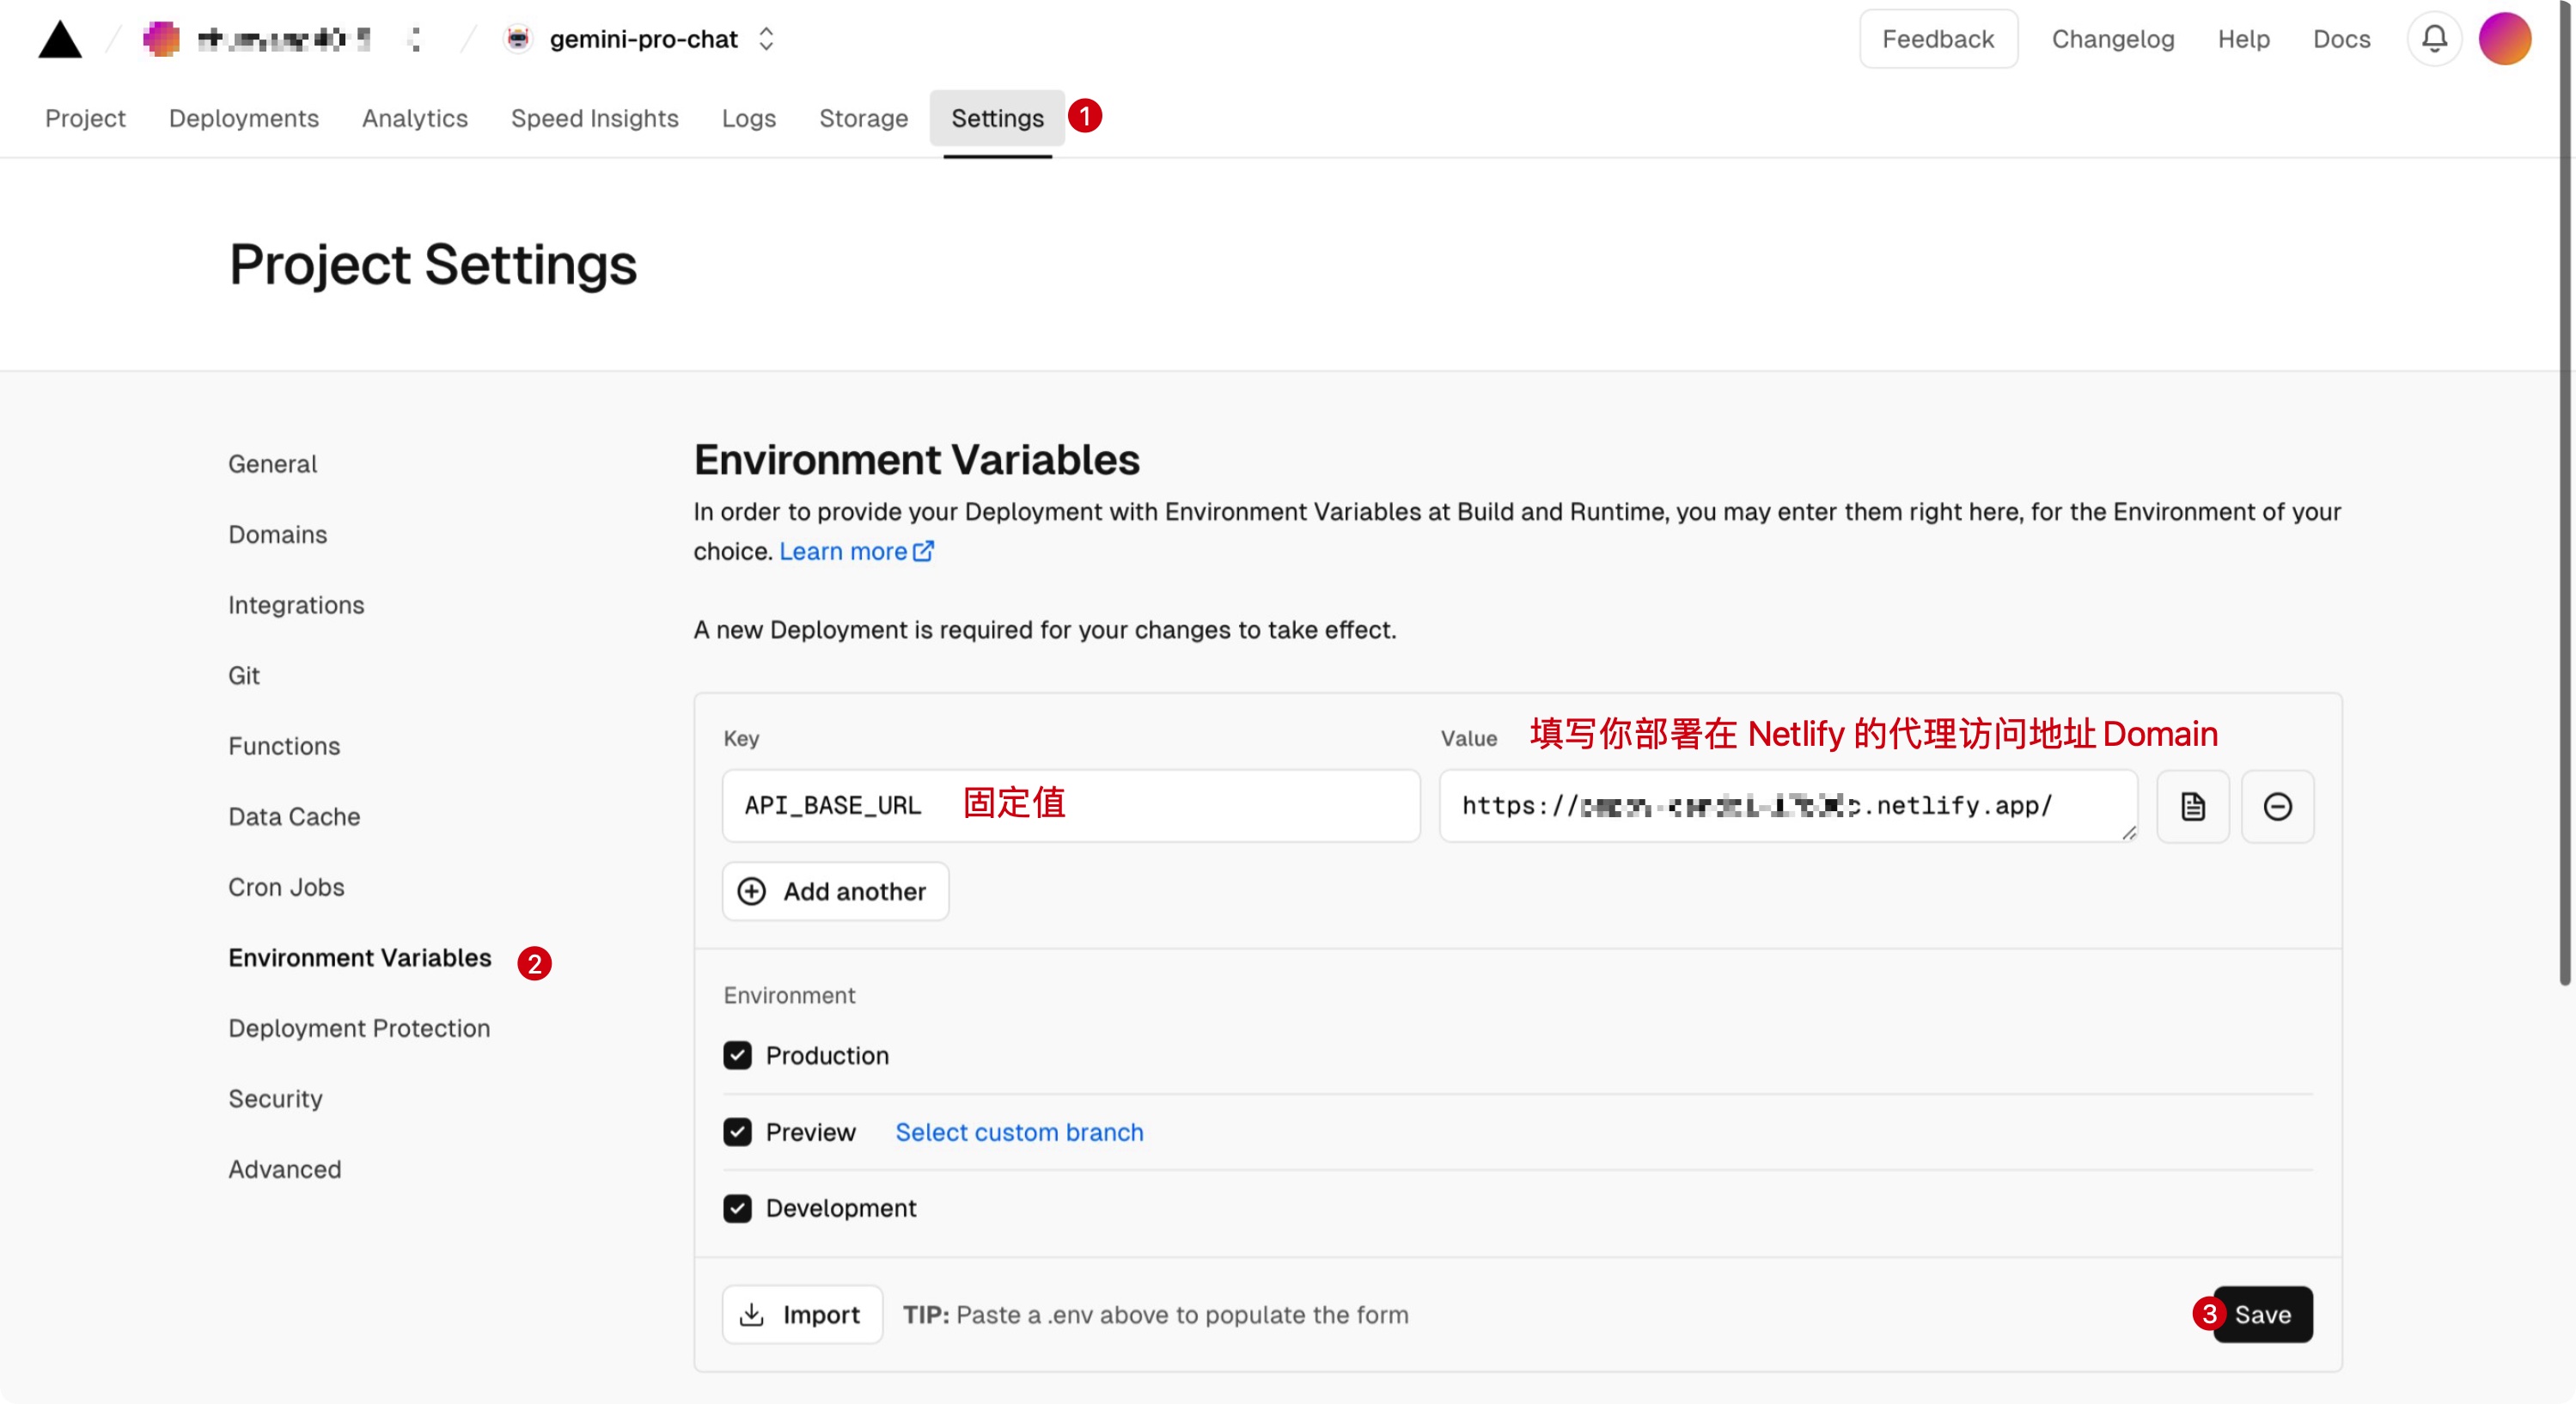 gemini-pro-chat
Feedback
Changelog
Help
Docs
Project
Deployments
Analytics
Speed Insights
Logs
Storage
Settings
1
Project Settings
General
Domains
Integrations
Git
Functions
Data Cache
Cron Jobs
Environment Variables
2
Deployment Protection
Security
Advanced
Environment Variables
In order to provide your Deployment with Environment Variables at Build and Runtime, you may enter them right here, for the Environment of your
choice. Learn more
A new Deployment is required for your changes to take effect.
Key
Value 填写你部署在 Netlify 的代理访问地址 Domain
API_BASE_URL 固定值
https:// .netlify.app/
Add another
Environment
Production
Preview Select custom branch
Development
Import
TIP: Paste a .env above to populate the form
3
Save